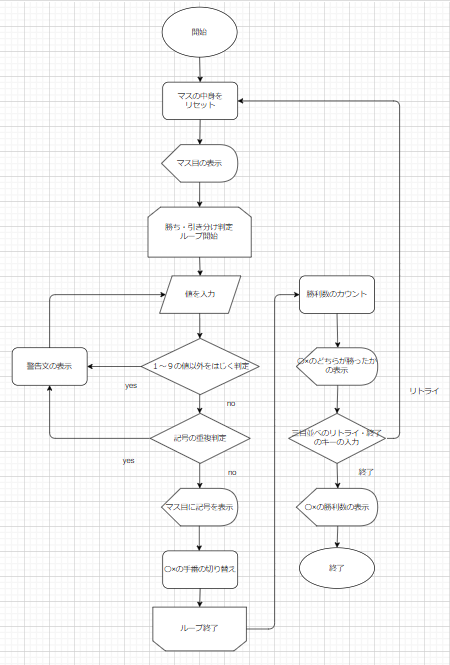 開始
マスの中身を
リセット
マス目の表示
勝ち・引き分け判定
ループ開始
値を入力
１～９の値以外をはじく判定
警告文の表示
yes
no
記号の重複判定
yes
no
マス目に記号を表示
〇×の手番の切り替え
ループ終了
勝利数のカウント
〇×のどちらが勝ったか
の表示
三目並べのリトライ・終了
のキーの入力
リトライ
終了
〇×の勝利数の表示
終了